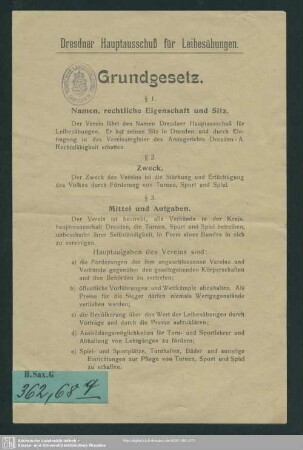 Dresdner Hauptausschuß für Leibesübungen.
Grundgesetz.
§ 1.
Namen, rechtliche Eigenschaft und Sitz.
Der Verein führt den Namen Dresdner Hauptausschuß für
Leibesübungen. Er hat seinen Sitz in Dresden und durch Ein-
tragung in das Vereinsregister des Amtsgerichts Dresden-A.
Rechtsfähigkeit erhalten.
§ 2.
Zweck.
Der Zweck des Vereins ist die Stärkung und Ertüchtigung
des Volkes durch Förderung von Turnen, Sport und Spiel.
§ 3.
Mittel und Aufgaben.
Der Verein ist bestrebt, alle Verbände in der Kreis-
hauptmannschaft Dresden, die Turnen, Sport und Spiel betreiben,
unbeschadet ihrer Selbständigkeit, in Form eines Bundes in sich
zu vereinigen.
Hauptaufgaben des Vereins sind:
a) die Forderungen der ihm angeschlossenen Vereine und
Verbände gegenüber den gesetzgebenden Körperschaften
und den Behörden zu vertreten;
b) öffentliche Vorführungen und Wettkämpfe abzuhalten. Als
Preise für die Sieger dürfen niemals Wertgegenstände
verliehen werden;
c) die Bevölkerung über den Wert der Leibesübungen durch
Vorträge und durch die Presse aufzuklären;
d) Ausbildungsmöglichkeiten für Turn- und Sportlehrer und
Abhaltung von Lehrgängen zu fördern;
e) Spiel- und Sportplätze, Turnhallen, Bäder und sonstige
Einrichtungen zur Pflege von Turnen, Sport und Spiel
zu schaffen.
H.Sax.G
362,68 q